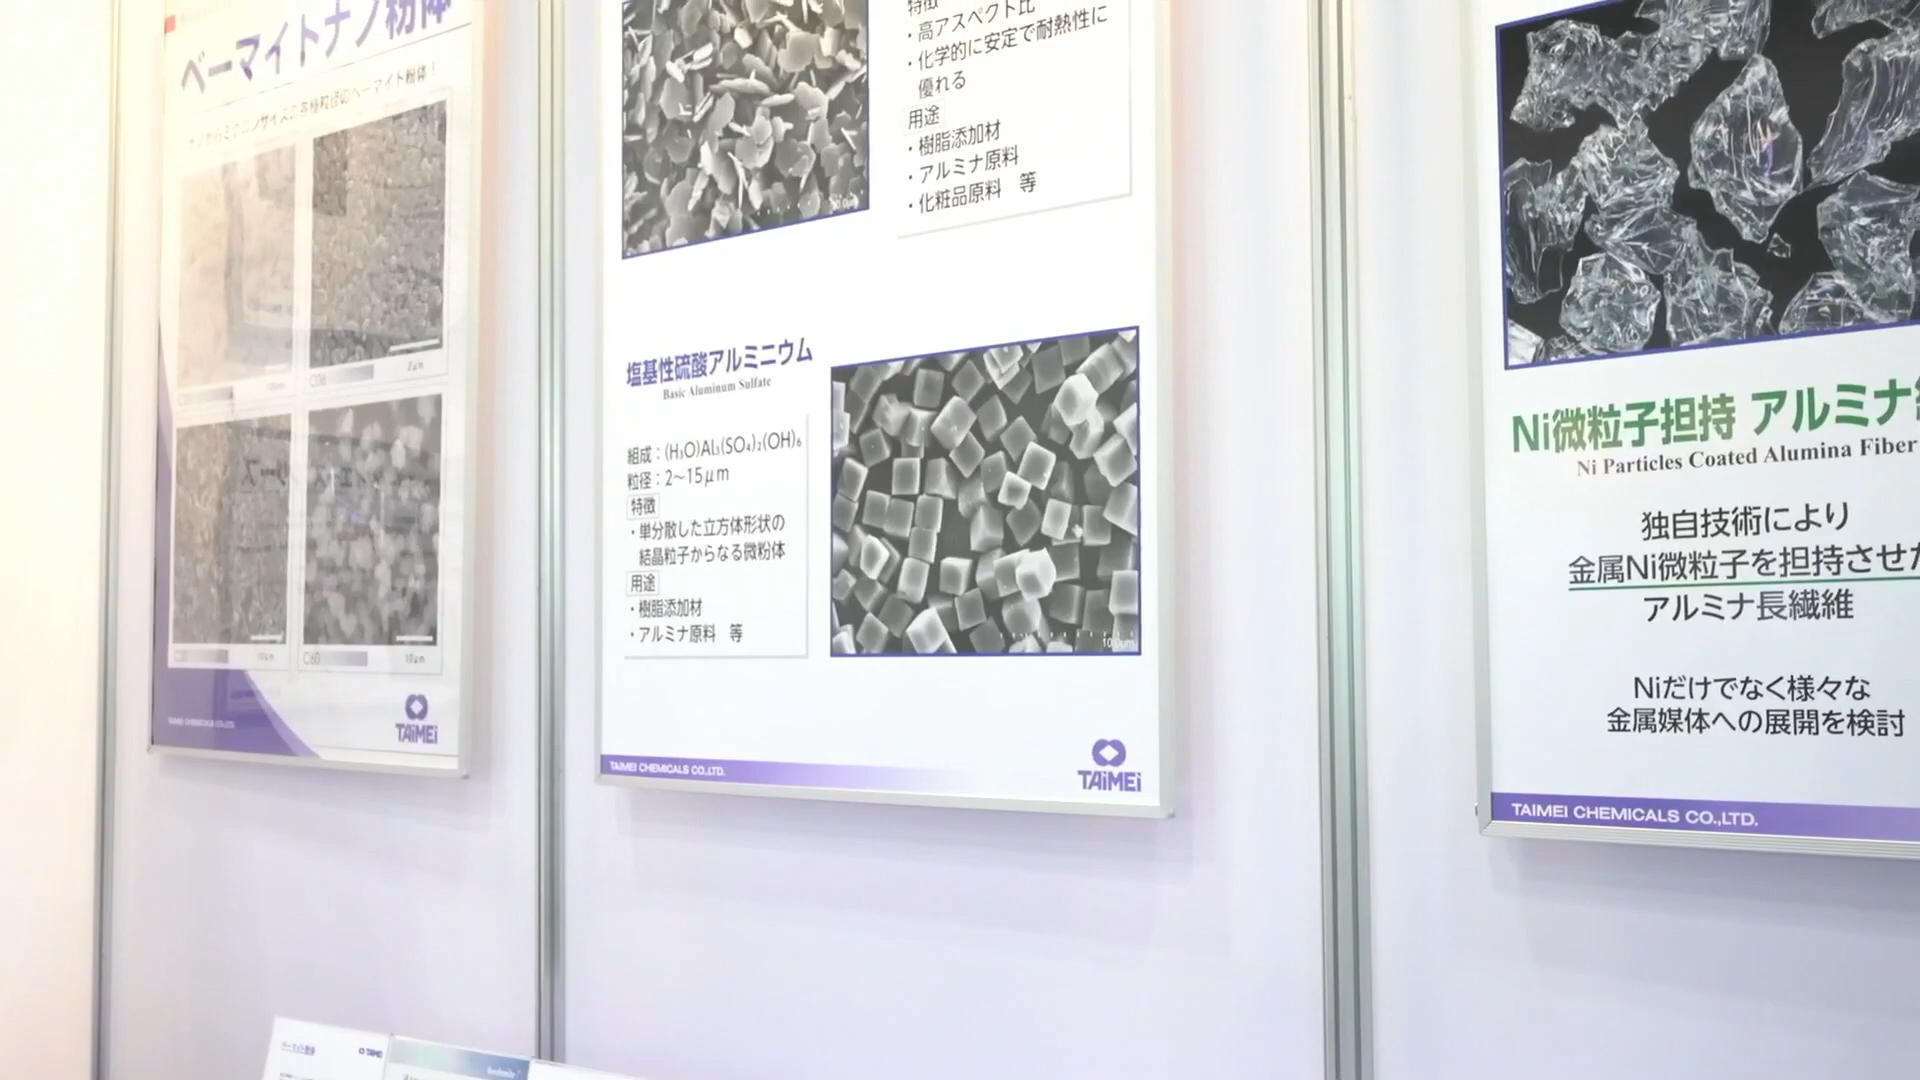 ベーマイトナノ粉体
C06
2μm
10μm
C60
10μm
TAIMEI CHEMICALS CO.,LTD.
TAiMEi
特徴
・高アスペクト比
・化学的に安定で耐熱性に
優れる
用途
・樹脂添加材
・アルミナ原料
・化粧品原料 等
塩基性硫酸アルミニウム
Basic Aluminum Sulfate
組成：(H₃O)Al₃(SO₄)₂(OH)₆
粒径：2～15μm
特徴
・単分散した立方体形状の
結晶粒子からなる微粉体
用途
・樹脂添加材
・アルミナ原料 等
10.0um
TAIMEI CHEMICALS CO.,LTD.
TAiMEi
Ni微粒子担持 アルミナ
Ni Particles Coated Alumina Fiber
独自技術により
金属Ni微粒子を担持させた
アルミナ長繊維
Niだけでなく様々な
金属媒体への展開を検討
TAIMEI CHEMICALS CO.,LTD.
TAiMEi